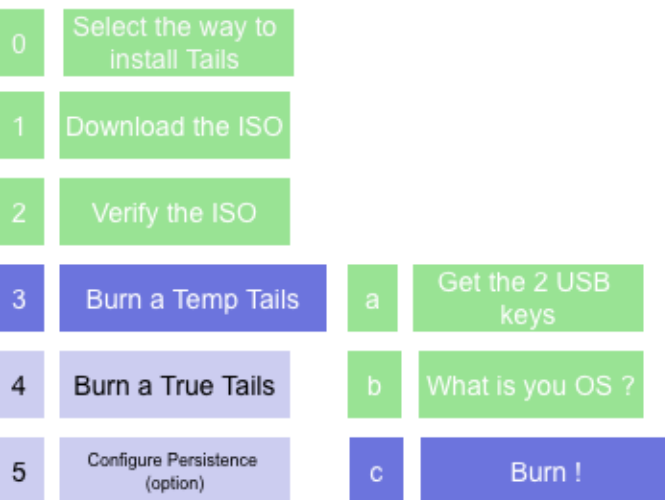 0
Select the way to
install Tails
1
Download the ISO
2
Verify the ISO
3
Burn a Temp Tails
a
Get the 2 USB
keys
4
Burn a True Tails
b
What is you OS ?
5
Configure Persistence
(option)
c
Burn !